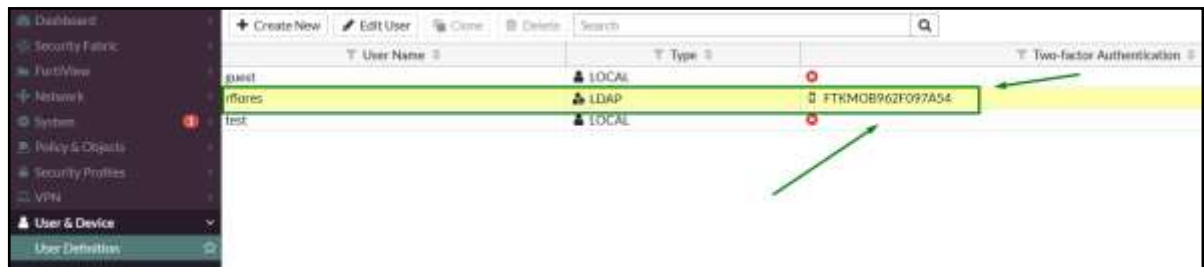 Dashboard
Security Fabric
FortiView
Network
System 1
Policy & Objects
Security Profiles
VPN
User & Device
User Definition
Create New Edit User Clone Delete Search
User Name Type Two-factor Authentication
guest LOCAL
rflores LDAP FTKMOB962F097A54
test LOCAL